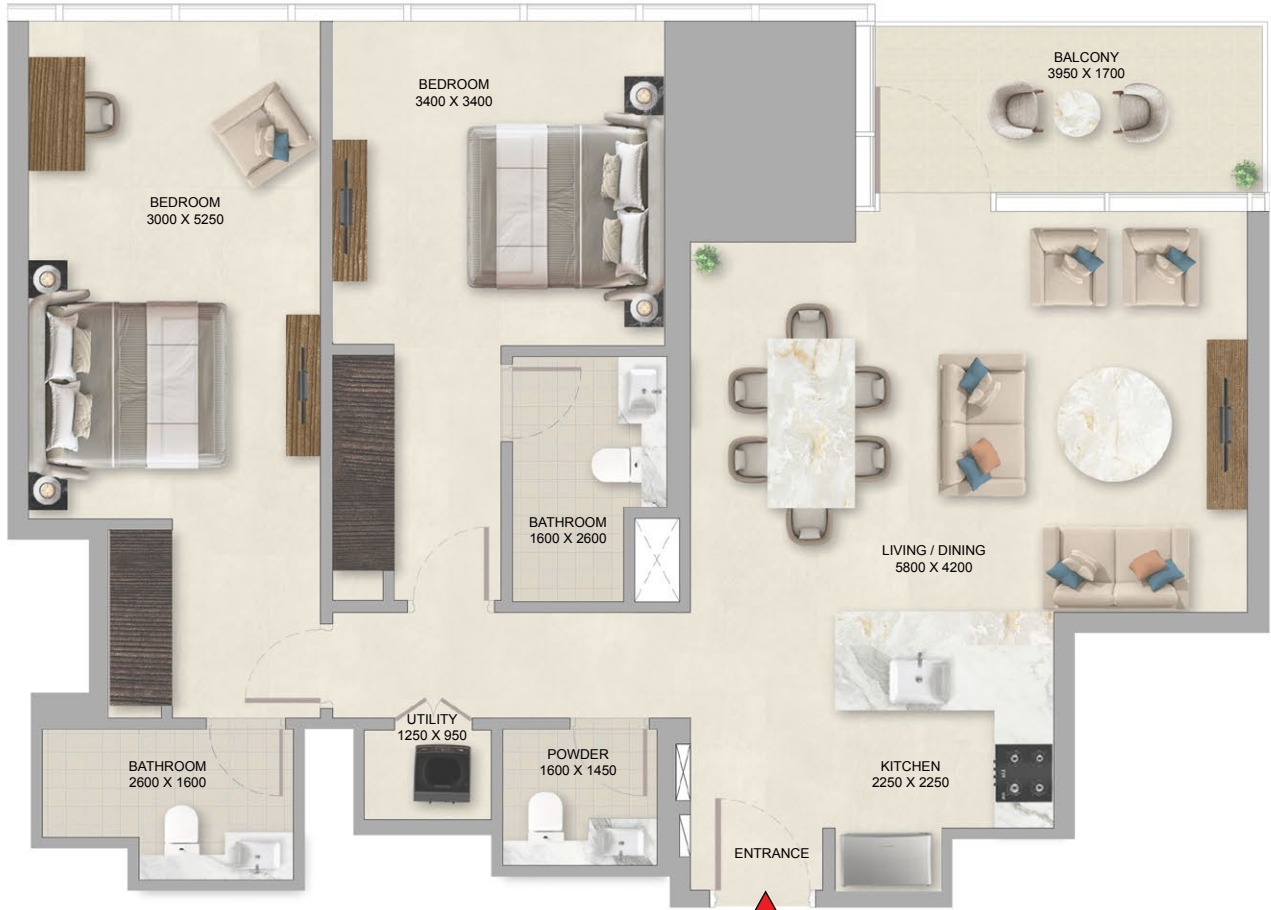 BALCONY
3950 X 1700
BEDROOM
3400 X 3400
BEDROOM
3000 X 5250
BATHROOM
1600 X 2600
LIVING / DINING
5800 X 4200
UTILITY
1250 X 950
POWDER
1600 X 1450
BATHROOM
2600 X 1600
KITCHEN
2250 X 2250
ENTRANCE